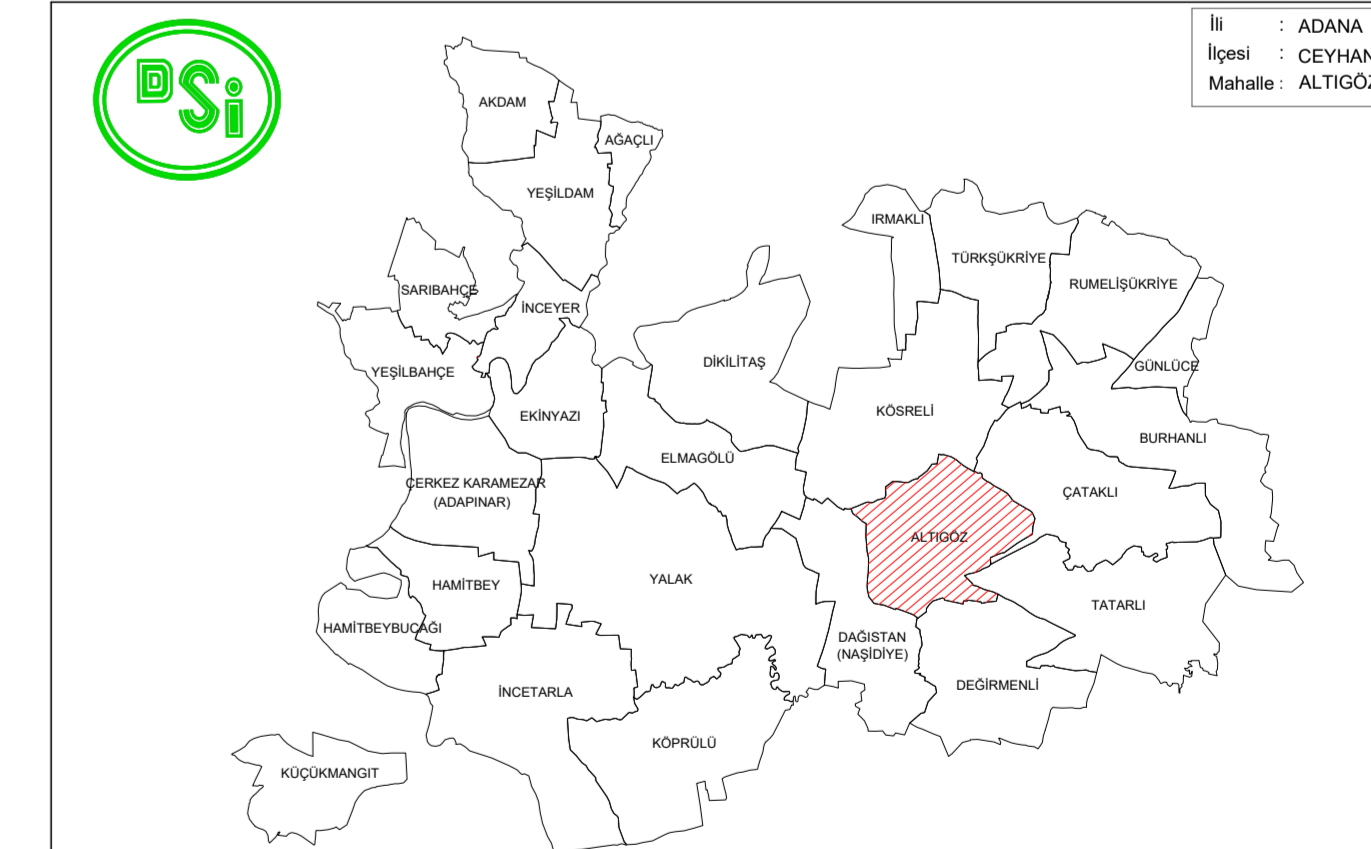 DSİ
İli : ADANA
İlçesi : CEYHAN
Mahalle : ALTIGÖZ
AKDAM
AĞAÇLI
YEŞİLDAM
IRMAKLI
TÜRKŞÜKRİYE
RUMELİŞÜKRİYE
SARIBAHÇE
İNCEYER
DİKİLİTAŞ
GÜNLÜCE
YEŞİLBAHÇE
EKİNYAZI
KÖSRELİ
BURHANLI
ELMAGÖLÜ
ÇERKEZ KARAMEZAR
(ADAPINAR)
ÇATAKLI
ALTIGÖZ
HAMİTBEY
YALAK
TATARLI
HAMİTBEYBUCAĞI
DAĞISTAN
(NAŞİDİYE)
İNCETARLA
DEĞİRMENLİ
KÖPRÜLÜ
KÜÇÜKMANGIT